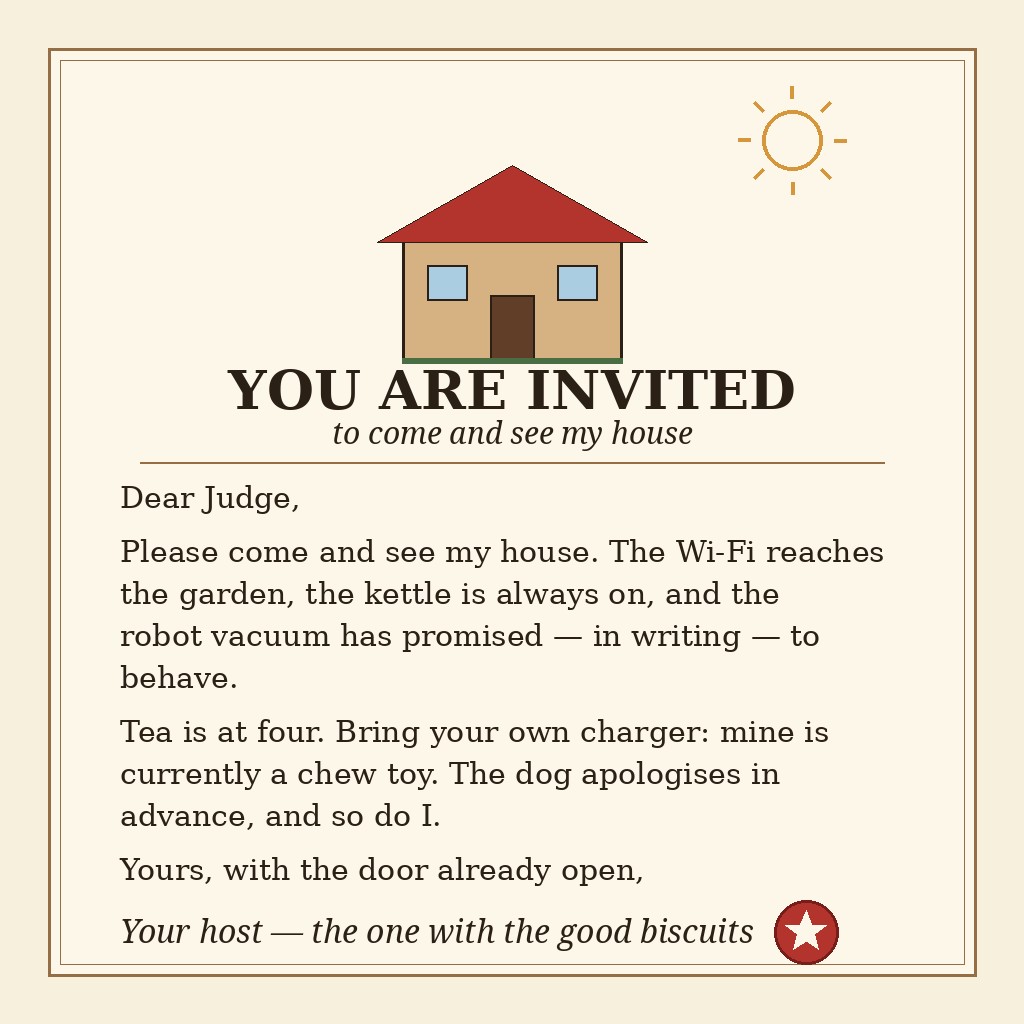 YOU ARE INVITED
to come and see my house
Dear Judge,
Please come and see my house. The Wi-Fi reaches
the garden, the kettle is always on, and the
robot vacuum has promised — in writing — to
behave.
Tea is at four. Bring your own charger: mine is
currently a chew toy. The dog apologises in
advance, and so do I.
Yours, with the door already open,
Your host — the one with the good biscuits